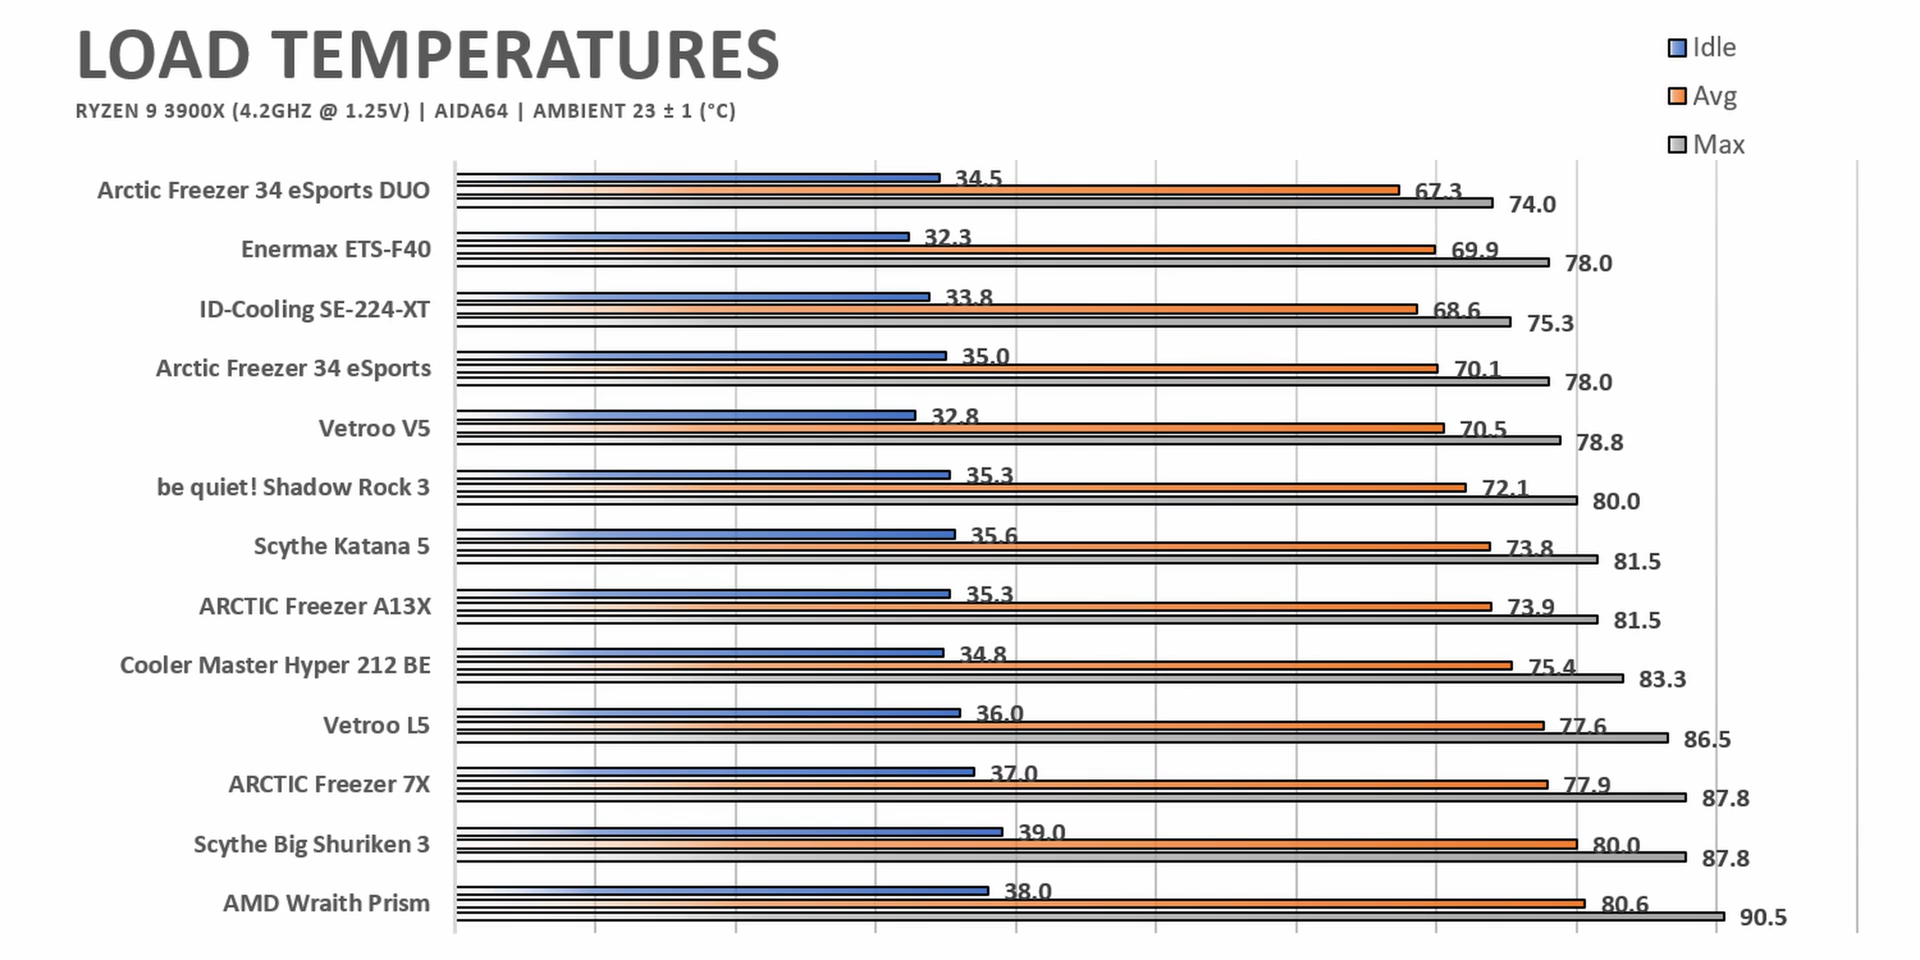 LOAD TEMPERATURES
RYZEN 9 3900X (4.2GHZ @ 1.25V) | AIDA64 | AMBIENT 23 ± 1 (°C)
Idle
Avg
Max
Arctic Freezer 34 eSports DUO
34.5
67.3
74.0
Enermax ETS-F40
32.3
69.9
78.0
ID-Cooling SE-224-XT
33.8
68.6
75.3
Arctic Freezer 34 eSports
35.0
70.1
78.0
Vetroo V5
32.8
70.5
78.8
be quiet! Shadow Rock 3
35.3
72.1
80.0
Scythe Katana 5
35.6
73.8
81.5
ARCTIC Freezer A13X
35.3
73.9
81.5
Cooler Master Hyper 212 BE
34.8
75.4
83.3
Vetroo L5
36.0
77.6
86.5
ARCTIC Freezer 7X
37.0
77.9
87.8
Scythe Big Shuriken 3
39.0
80.0
87.8
AMD Wraith Prism
38.0
80.6
90.5